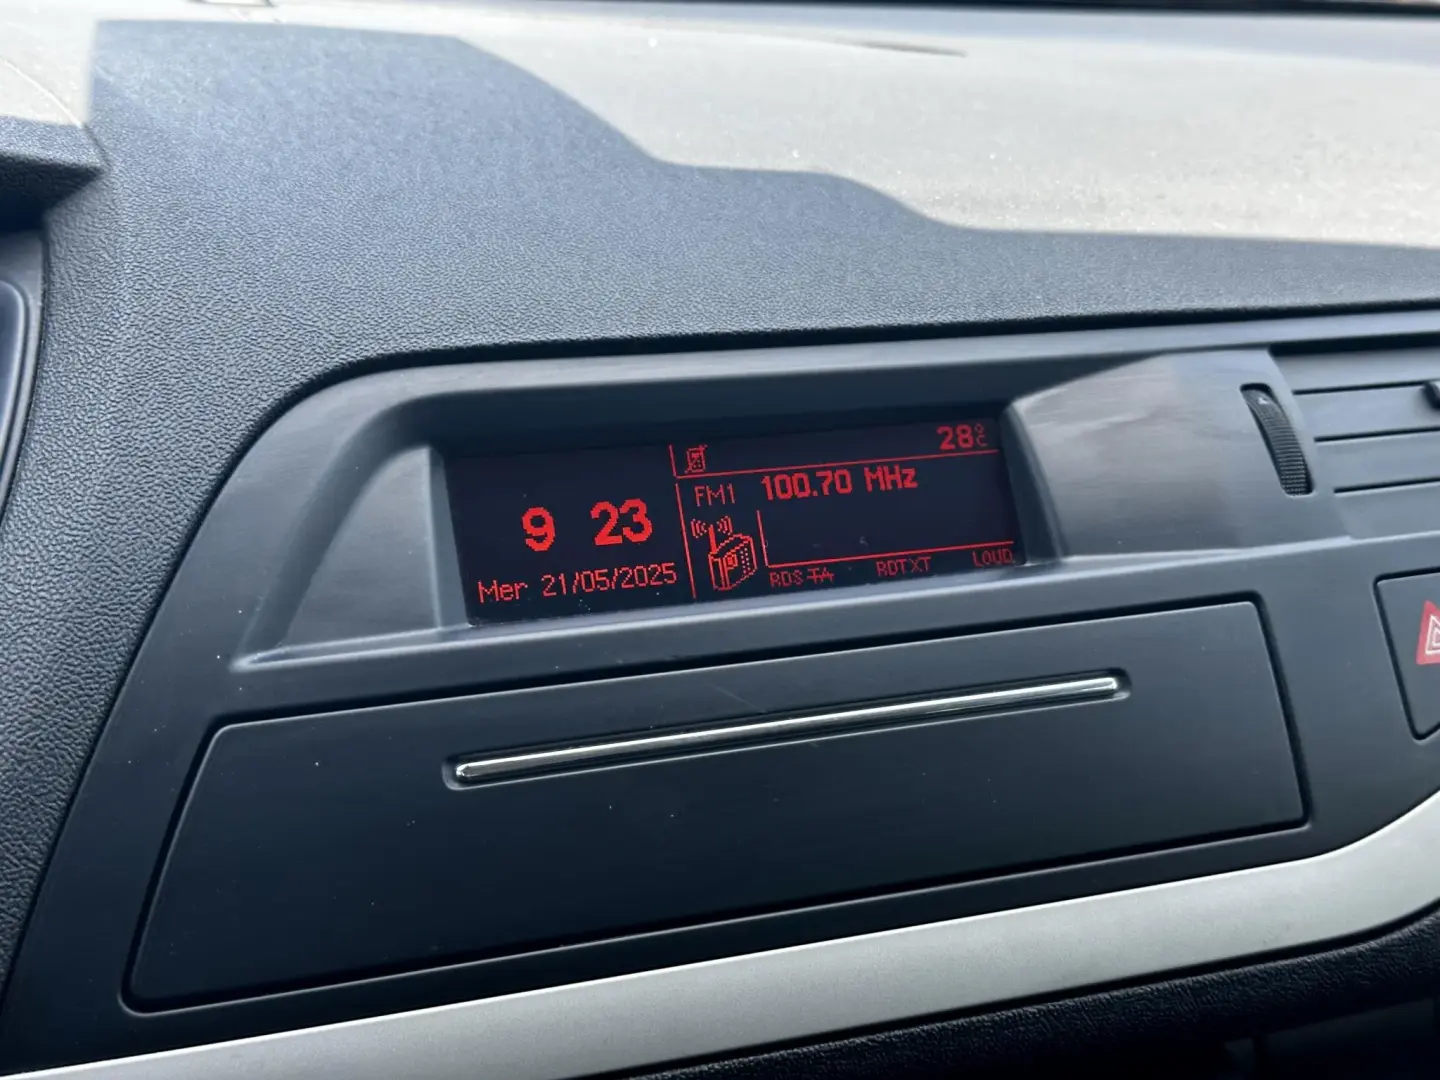 28°C
FM1 100.70 MHz
9 23
Mer 21/05/2025
RDS TA RDTXT LOUD